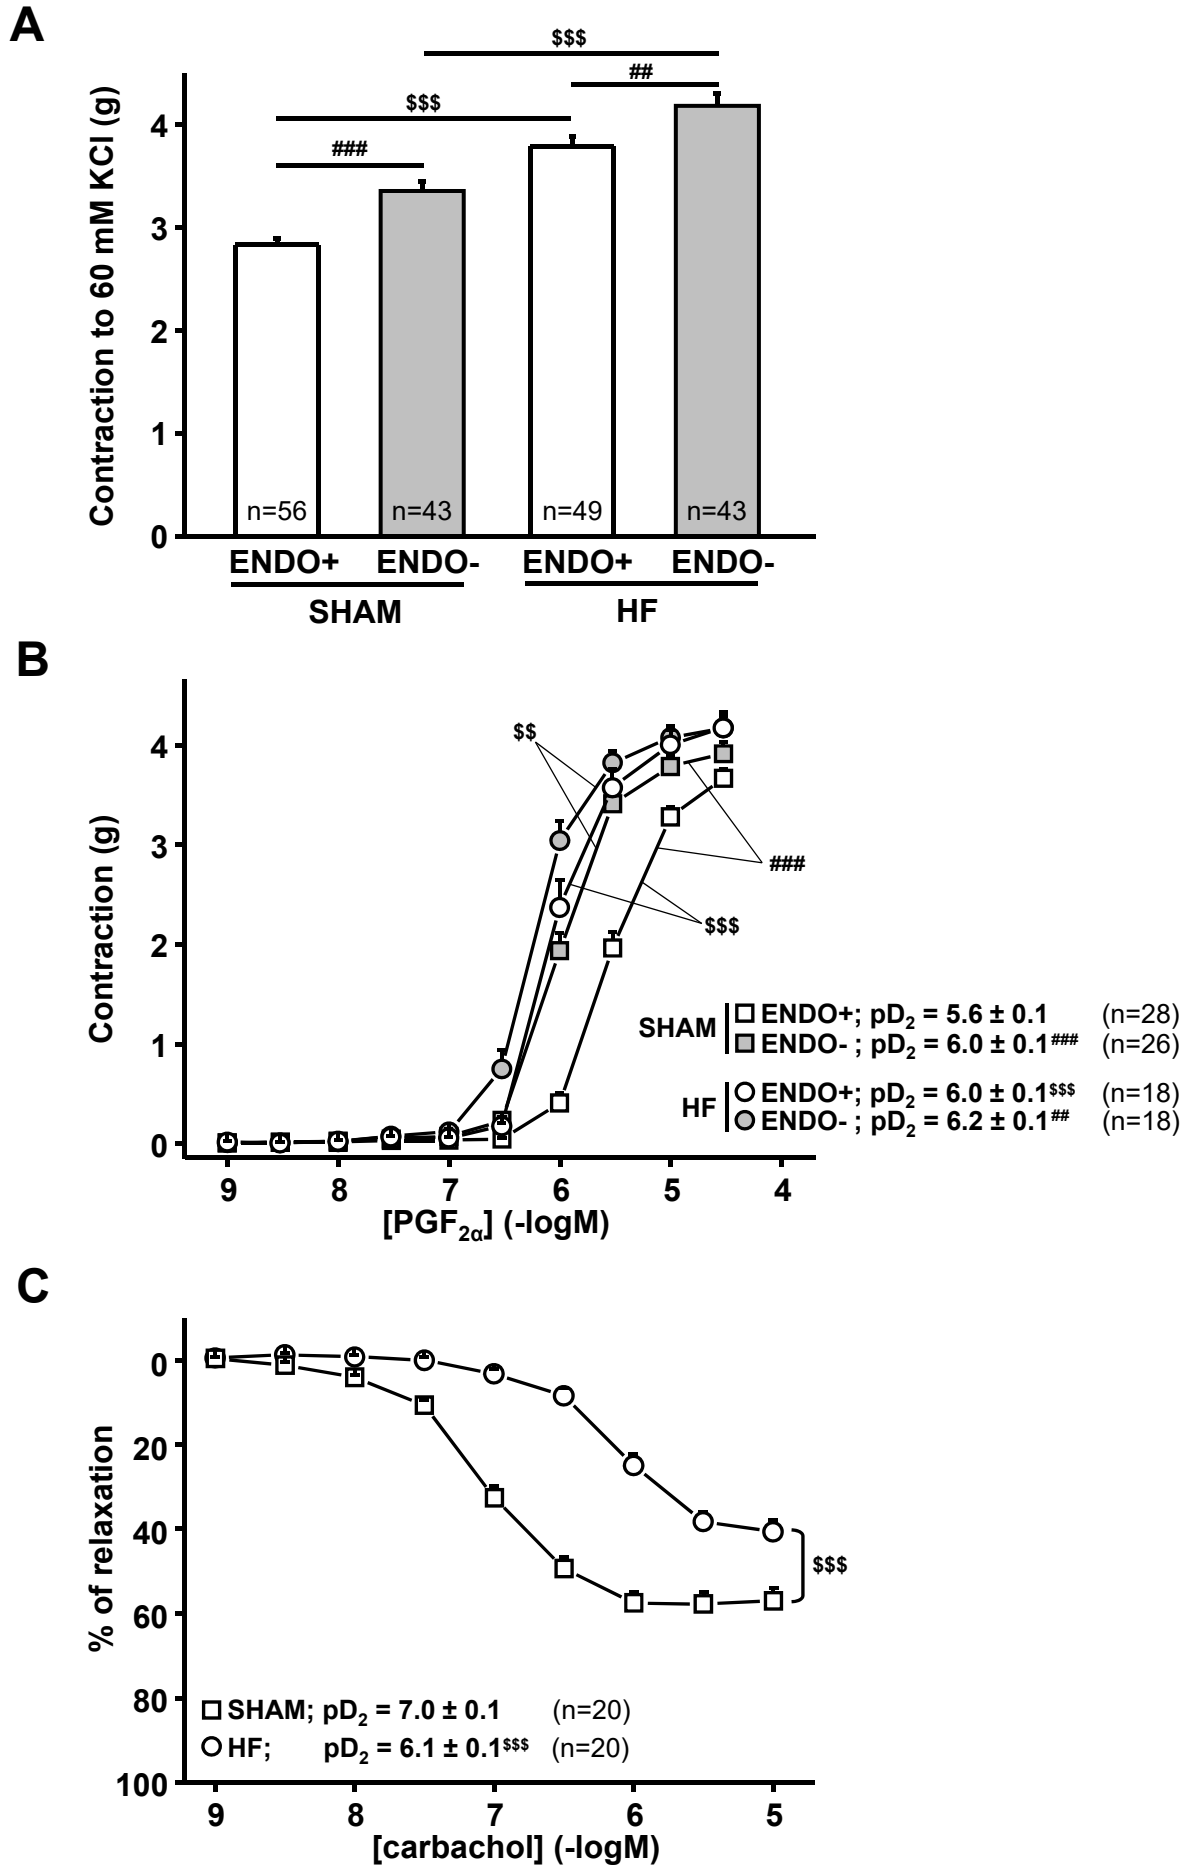 A
$$$
##
$$$
###
Contraction to 60 mM KCl (g)
4
3
2
1
0
n=56 n=43 n=49 n=43
ENDO+ ENDO- ENDO+ ENDO-
SHAM HF
B
Contraction (g)
4
3
2
1
0
$$
###
$$$
SHAM
ENDO+; pD₂ = 5.6 ± 0.1 (n=28)
ENDO- ; pD₂ = 6.0 ± 0.1### (n=26)
HF
ENDO+; pD₂ = 6.0 ± 0.1$$$ (n=18)
ENDO- ; pD₂ = 6.2 ± 0.1## (n=18)
9 8 7 6 5 4
[PGF2α] (-logM)
C
% of relaxation
0
20
40
60
80
100
$$$
SHAM; pD₂ = 7.0 ± 0.1 (n=20)
HF; pD₂ = 6.1 ± 0.1$$$ (n=20)
9 8 7 6 5
[carbachol] (-logM)